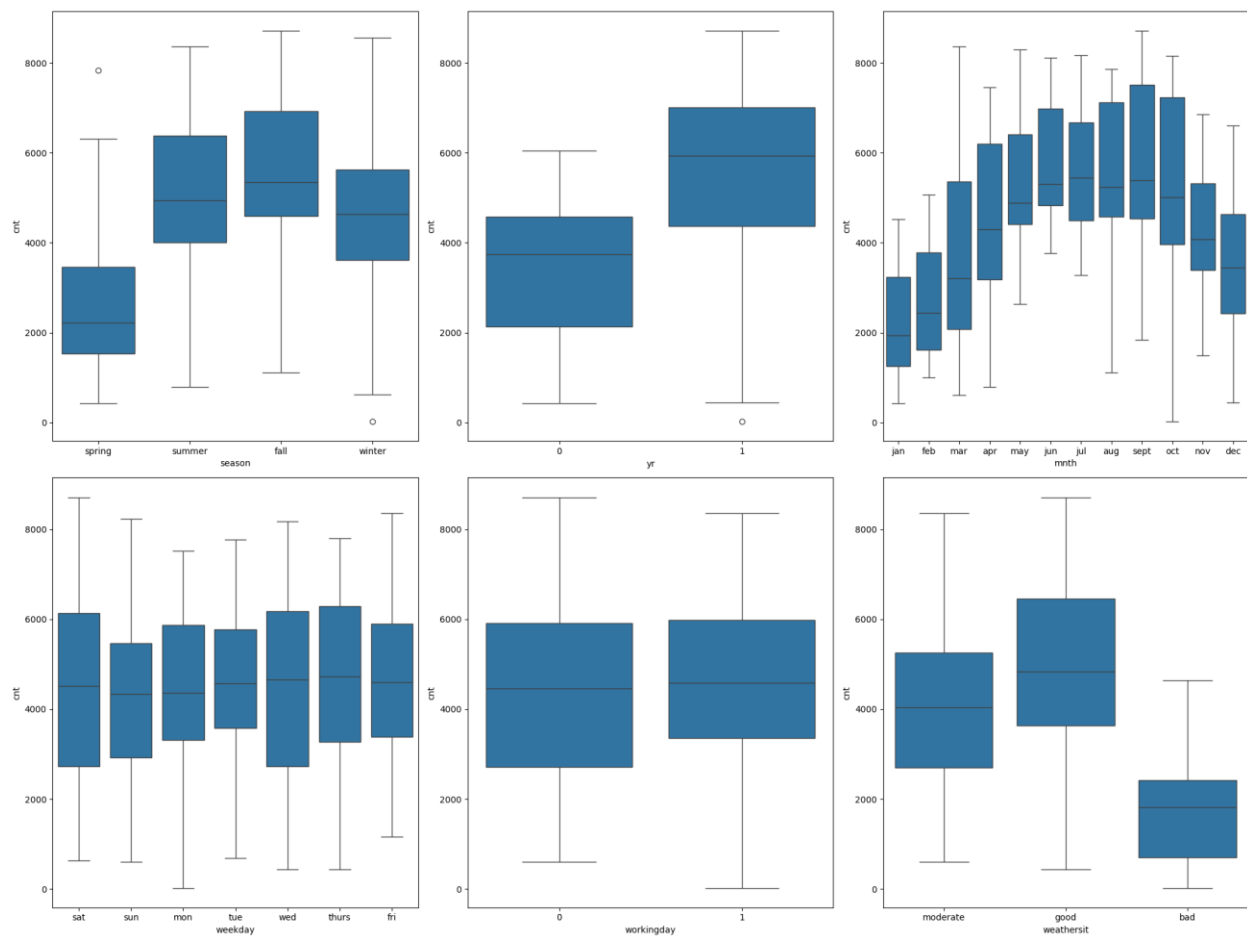 8000
6000
4000
2000
0
cnt
spring summer fall winter
season
8000
6000
4000
2000
0
cnt
0 1
yr
8000
6000
4000
2000
0
cnt
jan feb mar apr may jun jul aug sept oct nov dec
mnth
8000
6000
4000
2000
0
cnt
sat sun mon tue wed thurs fri
weekday
8000
6000
4000
2000
0
cnt
0 1
workingday
8000
6000
4000
2000
0
cnt
moderate good bad
weathersit